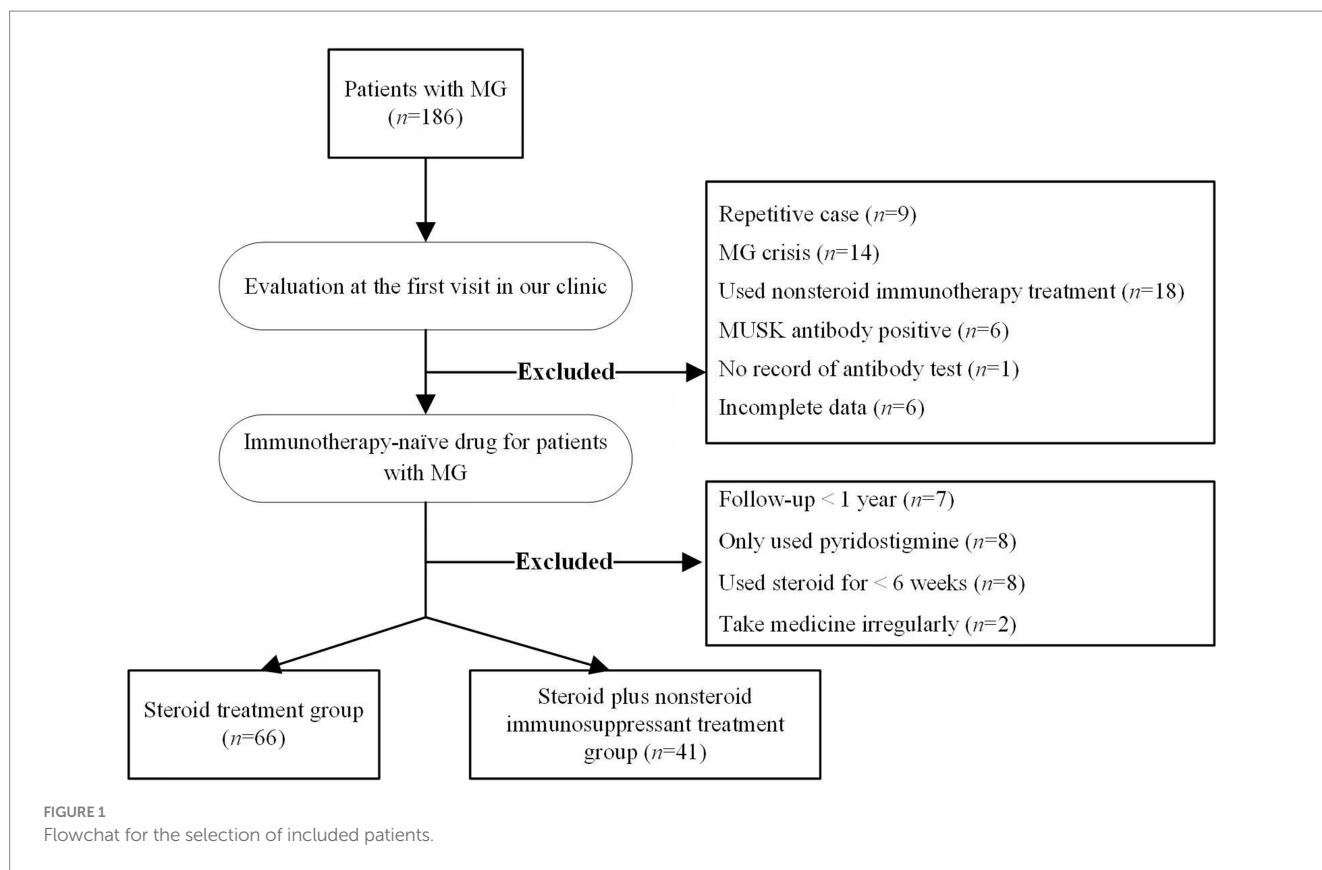 Patients with MG
(n=186)
Evaluation at the first visit in our clinic
Excluded
Repetitive case (n=9)
MG crisis (n=14)
Used nonsteroid immunotherapy treatment (n=18)
MUSK antibody positive (n=6)
No record of antibody test (n=1)
Incomplete data (n=6)
Immunotherapy-naïve drug for patients
with MG
Excluded
Follow-up < 1 year (n=7)
Only used pyridostigmine (n=8)
Used steroid for < 6 weeks (n=8)
Take medicine irregularly (n=2)
Steroid treatment group
(n=66)
Steroid plus nonsteroid
immunosuppressant treatment
group (n=41)
FIGURE 1
Flowchat for the selection of included patients.